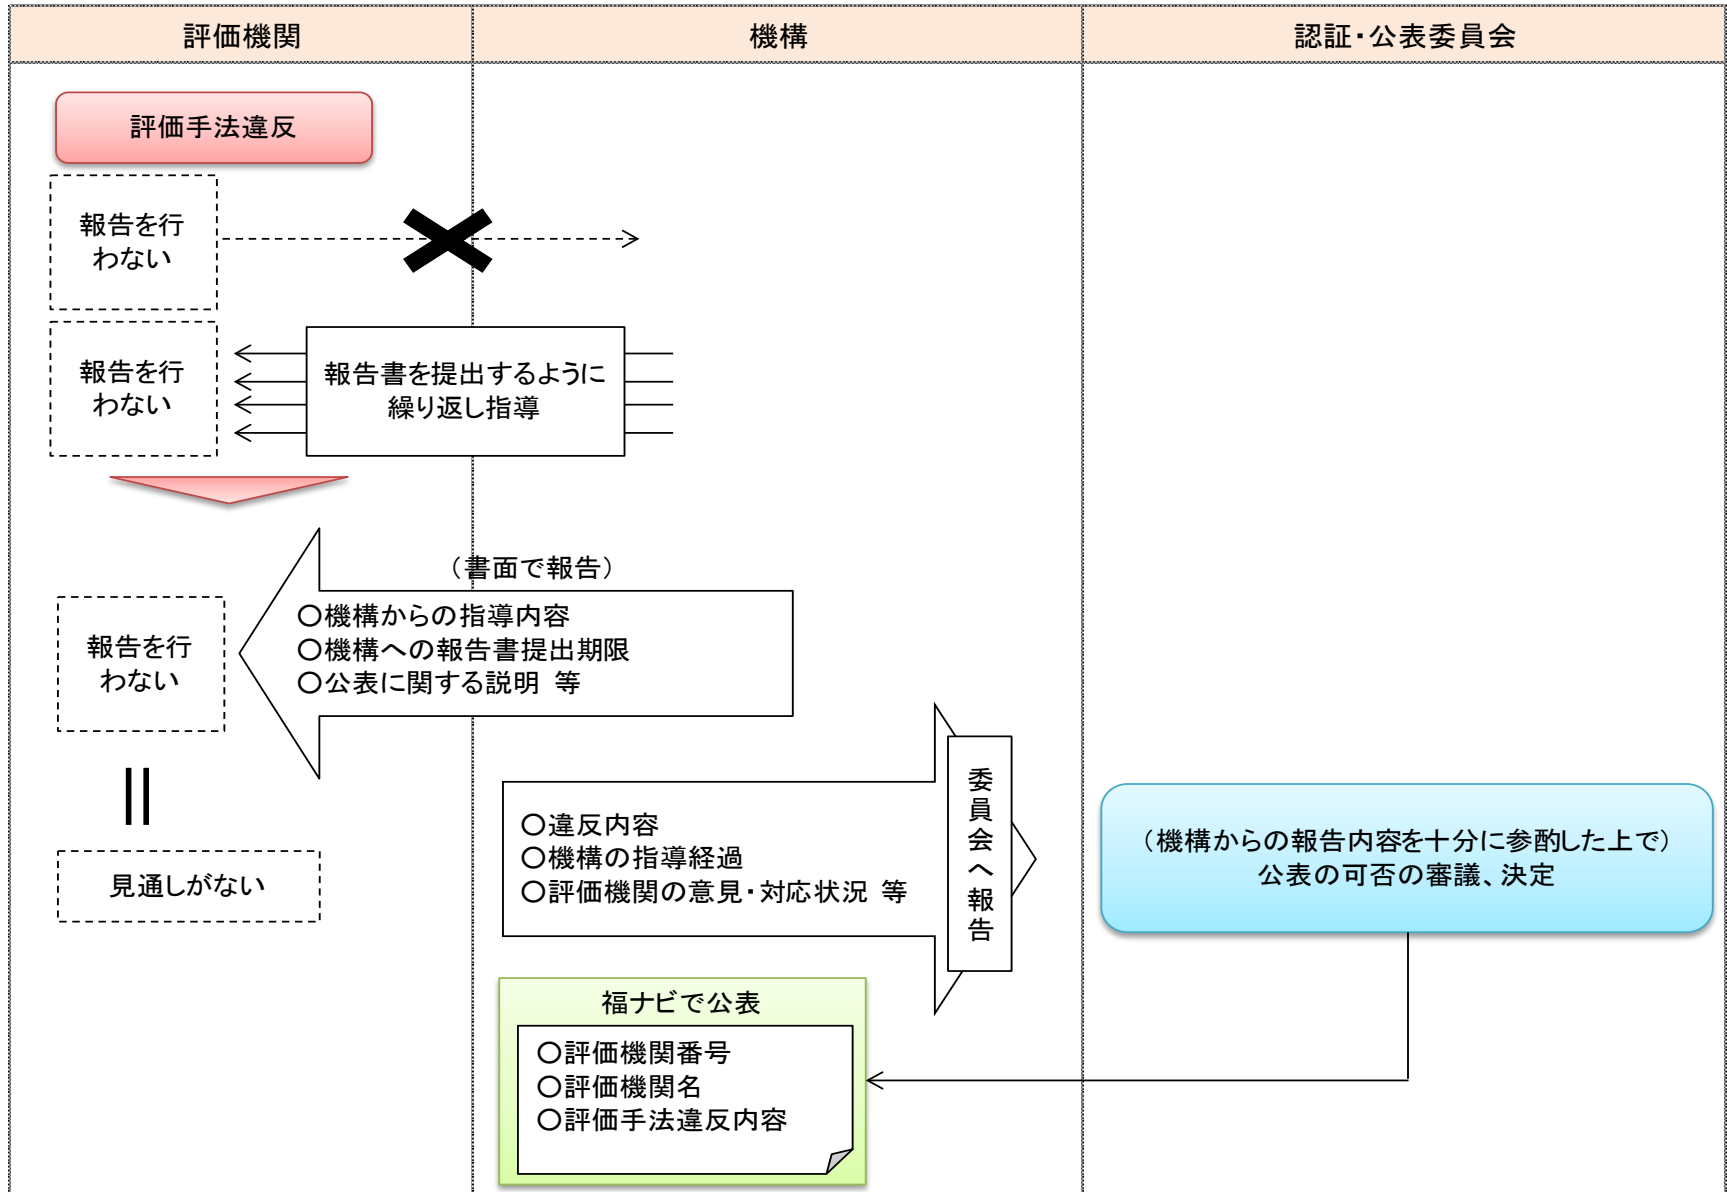 評価機関
機構
認証・公表委員会
評価手法違反
報告を行
わない
報告を行
わない
報告書を提出するように
繰り返し指導
（書面で報告）
○機構からの指導内容
○機構への報告書提出期限
○公表に関する説明 等
報告を行
わない
見通しがない
○違反内容
○機構の指導経過
○評価機関の意見・対応状況 等
委員会へ報告
（機構からの報告内容を十分に参酌した上で）
公表の可否の審議、決定
福ナビで公表
○評価機関番号
○評価機関名
○評価手法違反内容